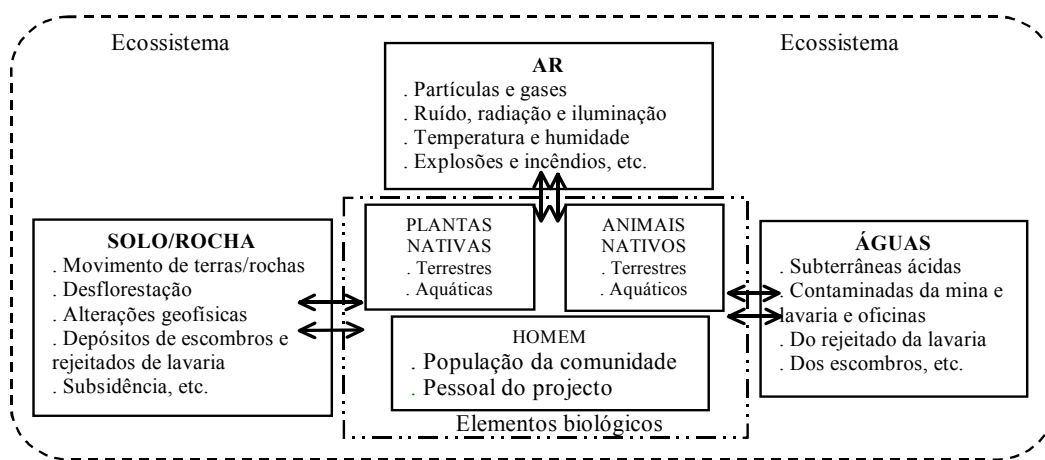 Ecossistema
Ecossistema
AR
. Partículas e gases
. Ruído, radiação e iluminação
. Temperatura e humidade
. Explosões e incêndios, etc.
SOLO/ROCHA
. Movimento de terras/rochas
. Desflorestação
. Alterações geofísicas
. Depósitos de escombros e
rejeitados de lavaria
. Subsidência, etc.
PLANTAS
NATIVAS
. Terrestres
. Aquáticas
ANIMAIS
NATIVOS
. Terrestres
. Aquáticos
HOMEM
. População da comunidade
. Pessoal do projecto
Elementos biológicos
ÁGUAS
. Subterrâneas ácidas
. Contaminadas da mina e
lavaria e oficinas
. Do rejeitado da lavaria
. Dos escombros, etc.